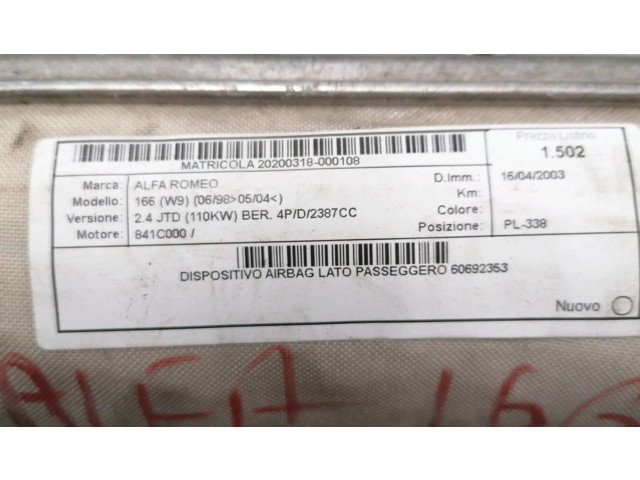 Prezzo Listino
1.502
MATRICOLA 20200318-000108
Marca: ALFA ROMEO D.Imm.: 16/04/2003
Modello: 166 (W9) (06/98>05/04<) Km:
Versione: 2.4 JTD (110KW) BER. 4P/D/2387CC Colore:
Motore: 841C000 / Posizione: PL-338
DISPOSITIVO AIRBAG LATO PASSEGGERO 60692353
Nuovo
ALFA 166